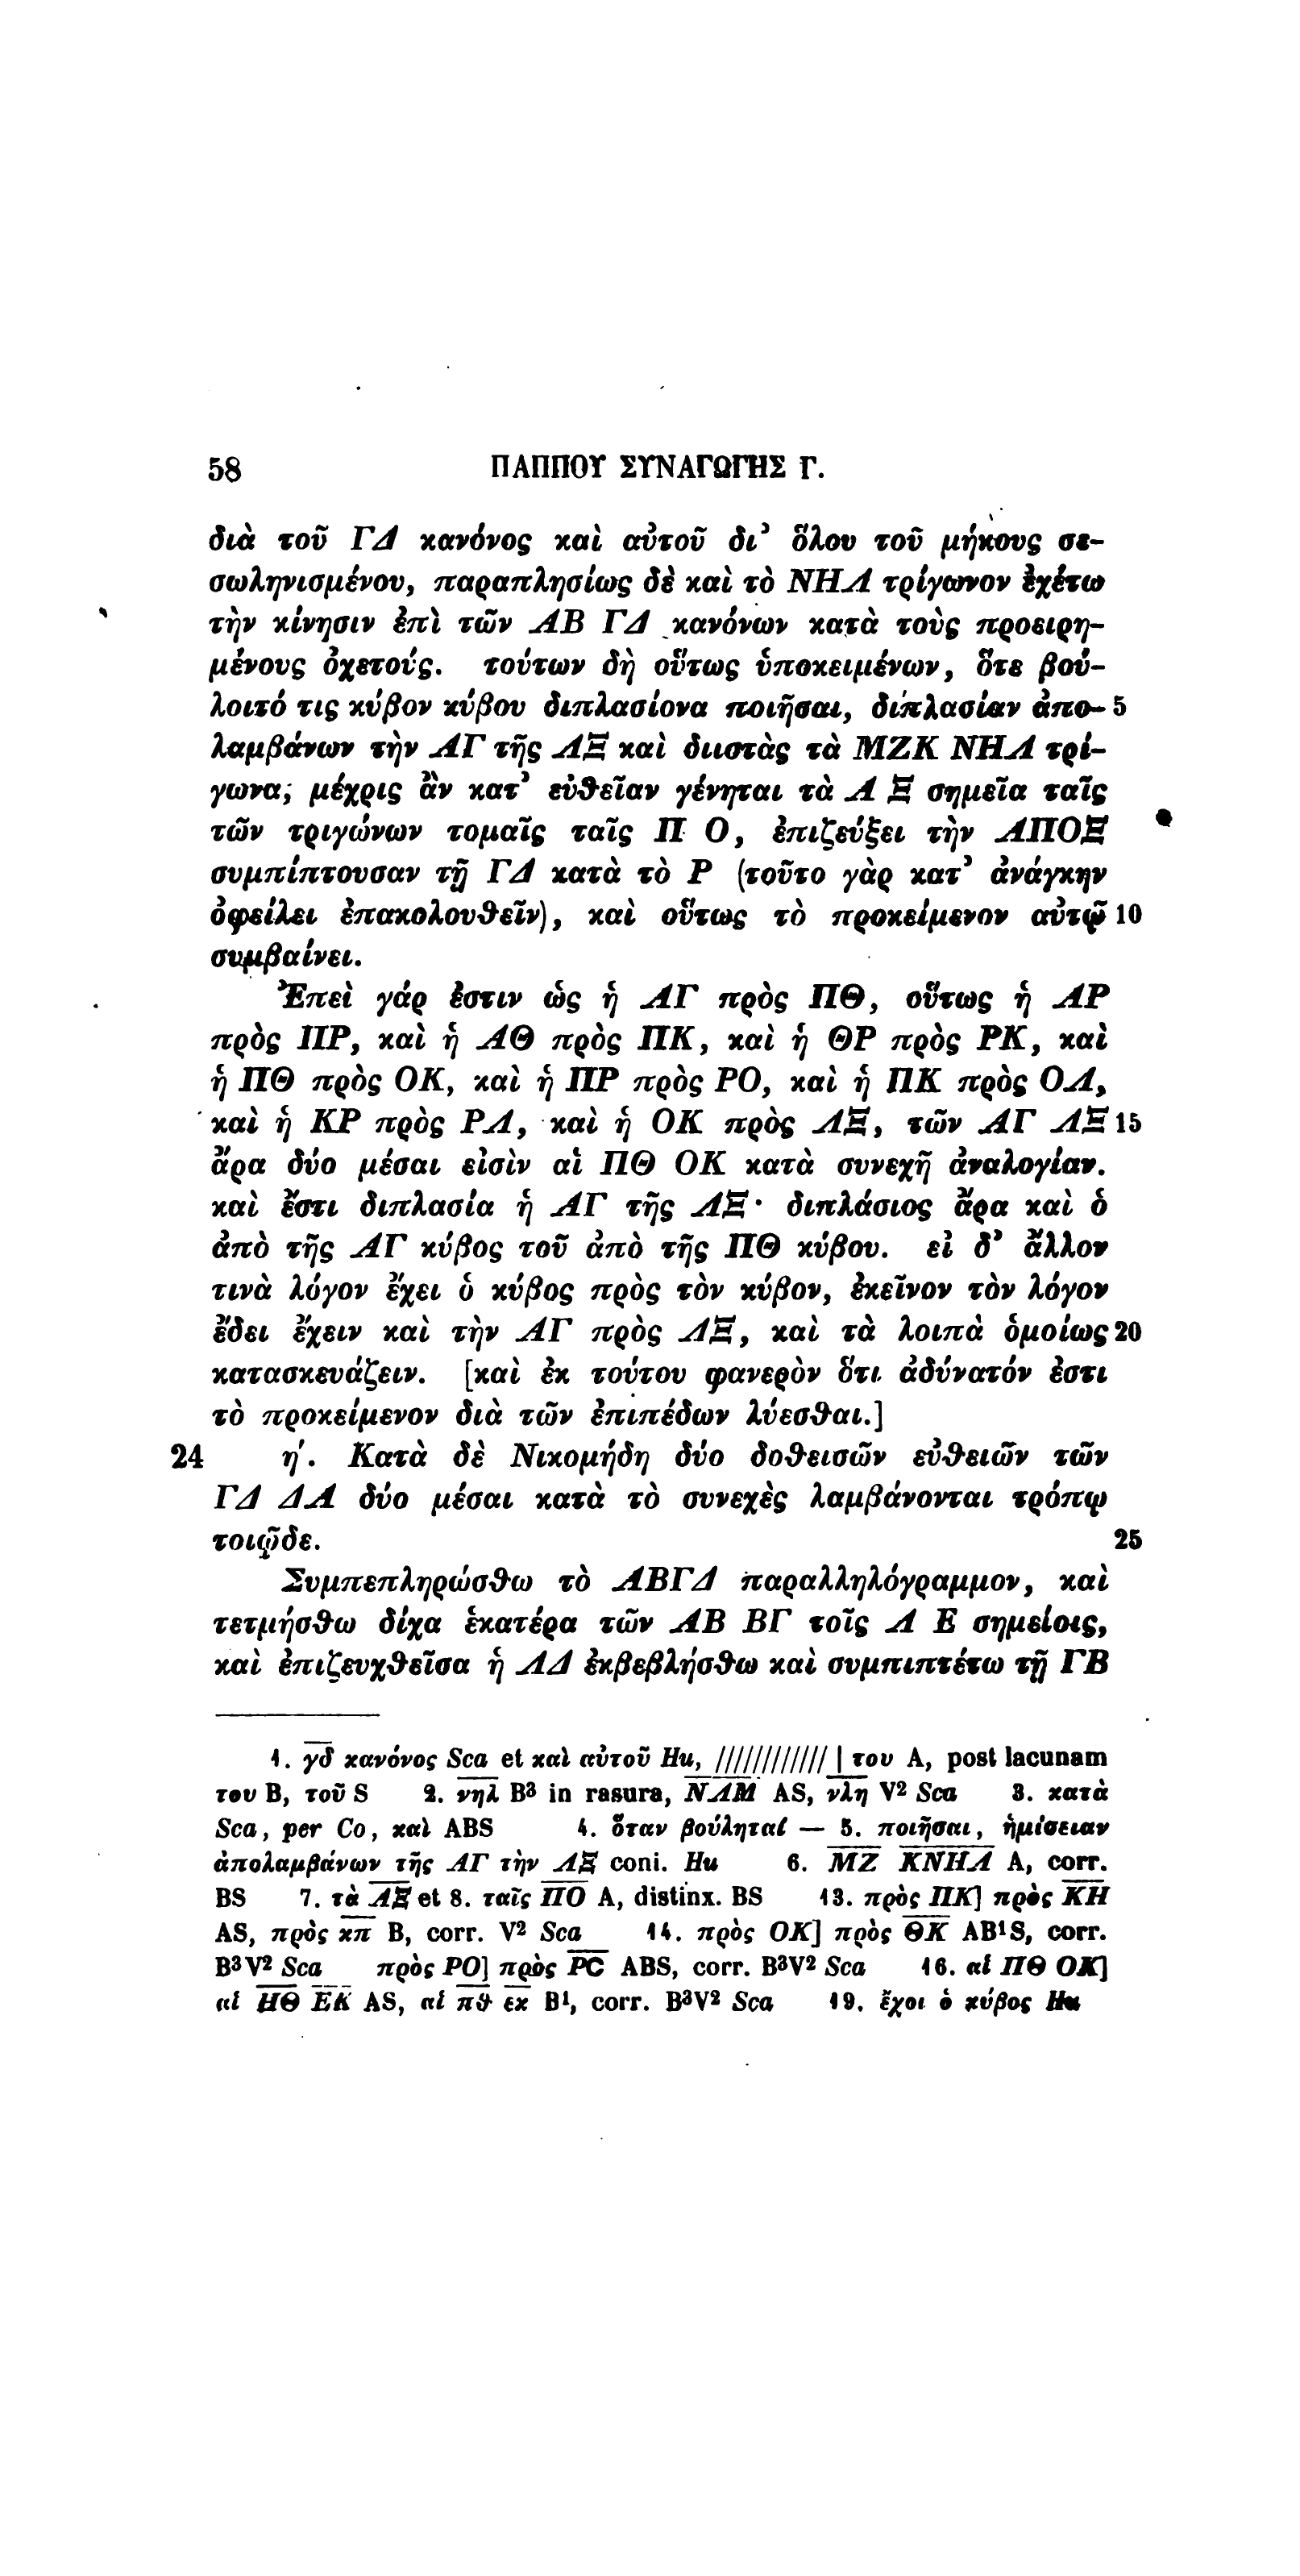 58 ΠΑΠΠΟΥ ΣΥΝΑΓΩΓΗΣ Γ.
διὰ τοῦ ΓΔ κανόνος καὶ αὐτοῦ δι' ὅλου τοῦ μήκους σε-
σωληνισμένου, παραπλησίως δὲ καὶ τὸ ΝΗΛ τρίγωνον ἐχέτω
τὴν κίνησιν ἐπὶ τῶν ΑΒ ΓΔ κανόνων κατὰ τοὺς προειρη-
μένους ὀχετούς. τούτων δὴ οὕτως ὑποκειμένων, ὅτε βού-
λοιτό τις κύβον κύβου διπλασίονα ποιῆσαι, διπλασίαν ἀπο- 5
λαμβάνων τὴν ΑΓ τῆς ΛΞ καὶ διιστὰς τὰ ΜΖΚ ΝΗΛ τρί-
γωνα, μέχρις ἂν κατ' εὐθεῖαν γένηται τὰ Α Ξ σημεῖα ταῖς
τῶν τριγώνων τομαῖς ταῖς Π Ο, ἐπιζεύξει τὴν ΑΠΟΞ
συμπίπτουσαν τῇ ΓΔ κατὰ τὸ Ρ (τοῦτο γὰρ κατ' ἀνάγκην
ὀφείλει ἐπακολουθεῖν), καὶ οὕτως τὸ προκείμενον αὐτῷ 10
συμβαίνει.
Ἐπεὶ γάρ ἐστιν ὡς ἡ ΑΓ πρὸς ΠΘ, οὕτως ἡ ΑΡ
πρὸς ΠΡ, καὶ ἡ ΑΘ πρὸς ΠΚ, καὶ ἡ ΘΡ πρὸς ΡΚ, καὶ
ἡ ΠΘ πρὸς ΟΚ, καὶ ἡ ΠΡ πρὸς ΡΟ, καὶ ἡ ΠΚ πρὸς ΟΛ,
καὶ ἡ ΚΡ πρὸς ΡΛ, καὶ ἡ ΟΚ πρὸς ΛΞ, τῶν ΑΓ ΛΞ 15
ἄρα δύο μέσαι εἰσὶν αἱ ΠΘ ΟΚ κατὰ συνεχῆ ἀναλογίαν.
καὶ ἔστι διπλασία ἡ ΑΓ τῆς ΛΞ· διπλάσιος ἄρα καὶ ὁ
ἀπὸ τῆς ΑΓ κύβος τοῦ ἀπὸ τῆς ΠΘ κύβου. εἰ δ' ἄλλον
τινὰ λόγον ἔχει ὁ κύβος πρὸς τὸν κύβον, ἐκεῖνον τὸν λόγον
ἔδει ἔχειν καὶ τὴν ΑΓ πρὸς ΛΞ, καὶ τὰ λοιπὰ ὁμοίως 20
κατασκευάζειν. [καὶ ἐκ τούτου φανερὸν ὅτι ἀδύνατόν ἐστι
τὸ προκείμενον διὰ τῶν ἐπιπέδων λύεσθαι.]
24 η΄. Κατὰ δὲ Νικομήδη δύο δοθεισῶν εὐθειῶν τῶν
ΓΔ ΔΑ δύο μέσαι κατὰ τὸ συνεχὲς λαμβάνονται τρόπῳ
τοιῷδε. 25
Συμπεπληρώσθω τὸ ΑΒΓΔ παραλληλόγραμμον, καὶ
τετμήσθω δίχα ἑκατέρα τῶν ΑΒ ΒΓ τοῖς Λ Ε σημείοις,
καὶ ἐπιζευχθεῖσα ἡ ΛΔ ἐκβεβλήσθω καὶ συμπιπτέτω τῇ ΓΒ
1. γδ κανόνος Sca et καὶ αὐτοῦ Hu, //////////// | του A, post lacunam
του B, τοῦ S 2. νηλ B³ in rasura, ΝΛΜ AS, νλη V² Sca 3. κατὰ
Sca, per Co, καὶ ABS 4. ὅταν βούληταί — 5. ποιῆσαι, ἡμίσειαν
ἀπολαμβάνων τῆς ΑΓ τὴν ΛΞ coni. Hu 6. ΜΖ ΚΝΗΛ A, corr.
BS 7. τὰ ΑΞ et 8. ταῖς ΠΟ A, distinx. BS 13. πρὸς ΠΚ] πρὸς ΚΗ
AS, πρὸς κπ B, corr. V² Sca 14. πρὸς ΟΚ] πρὸς ΘΚ AB¹S, corr.
B³V² Sca πρὸς ΡΟ] πρὸς ΡC ABS, corr. B³V² Sca 16. αἱ ΠΘ ΟΚ]
αἱ ΗΘ ΕΚ AS, αἱ πθ εκ B¹, corr. B³V² Sca 19. ἔχοι ὁ κύβος Hu